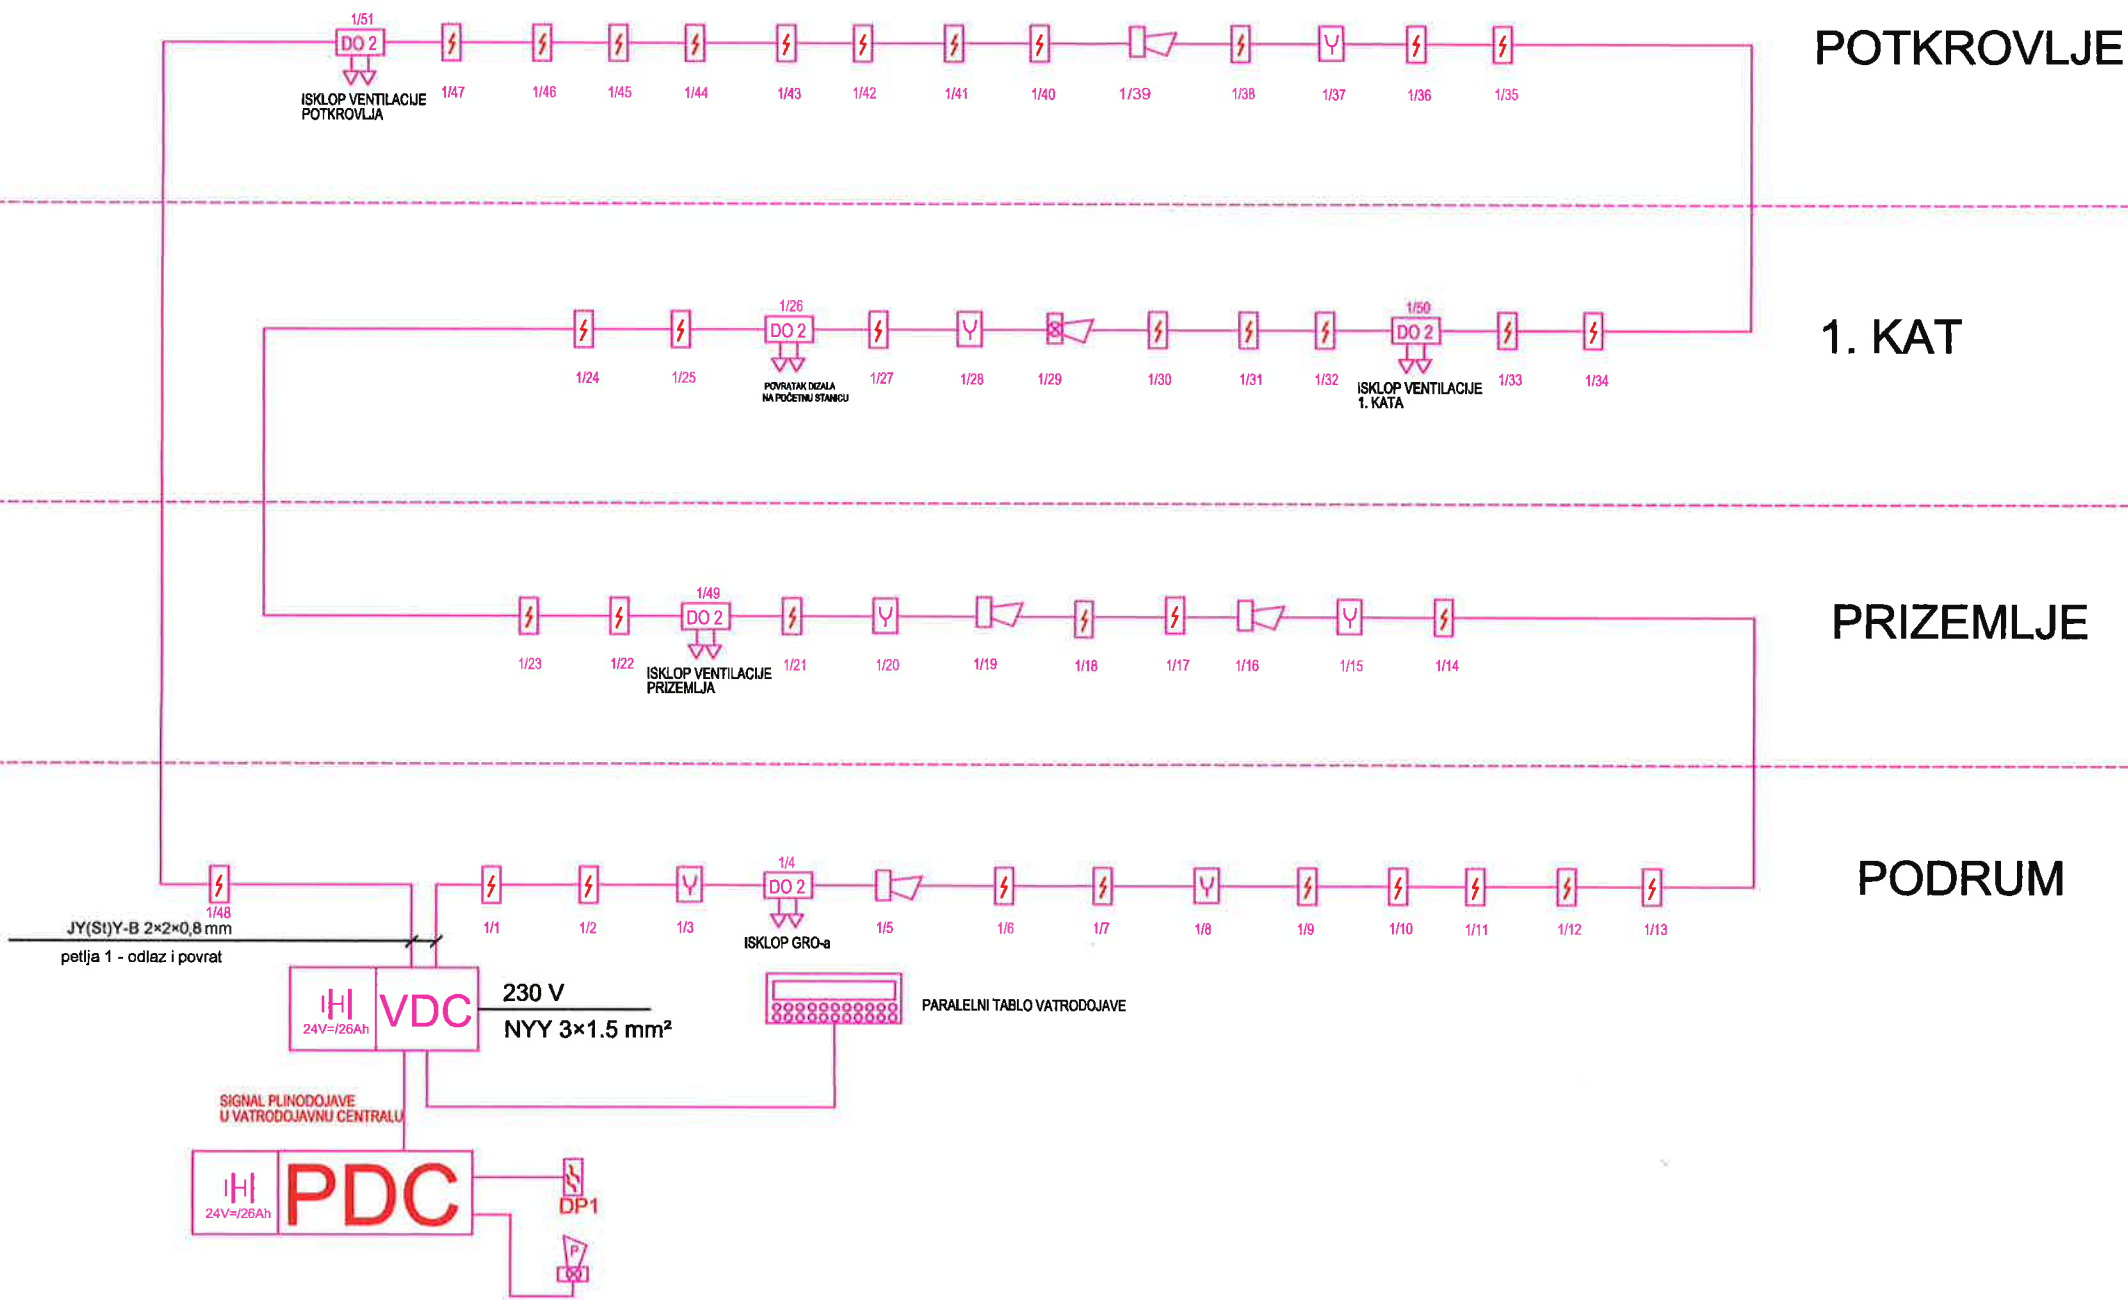 1/51
DO 2
ISKLOP VENTILACIJE
POTKROVLJA
1/47
1/46
1/45
1/44
1/43
1/42
1/41
1/40
1/39
1/38
1/37
1/36
1/35
POTKROVLJE
1/24
1/25
1/26
DO 2
POVRATAK DIZALA
NA POČETNU STANICU
1/27
1/28
1/29
1/30
1/31
1/32
1/50
DO 2
ISKLOP VENTILACIJE
1. KATA
1/33
1/34
1. KAT
1/23
1/22
1/49
DO 2
ISKLOP VENTILACIJE
PRIZEMLJA
1/21
1/20
1/19
1/18
1/17
1/16
1/15
1/14
PRIZEMLJE
1/48
1/1
1/2
1/3
1/4
DO 2
ISKLOP GRO-a
1/5
1/6
1/7
1/8
1/9
1/10
1/11
1/12
1/13
PODRUM
JY(St)Y-B 2×2×0,8 mm
petlja 1 - odlaz i povrat
24V=/26Ah
VDC
230 V
NYY 3×1.5 mm²
PARALELNI TABLO VATRODOJAVE
SIGNAL PLINODOJAVE
U VATRODOJAVNU CENTRALU
24V=/26Ah
PDC
DP1
P